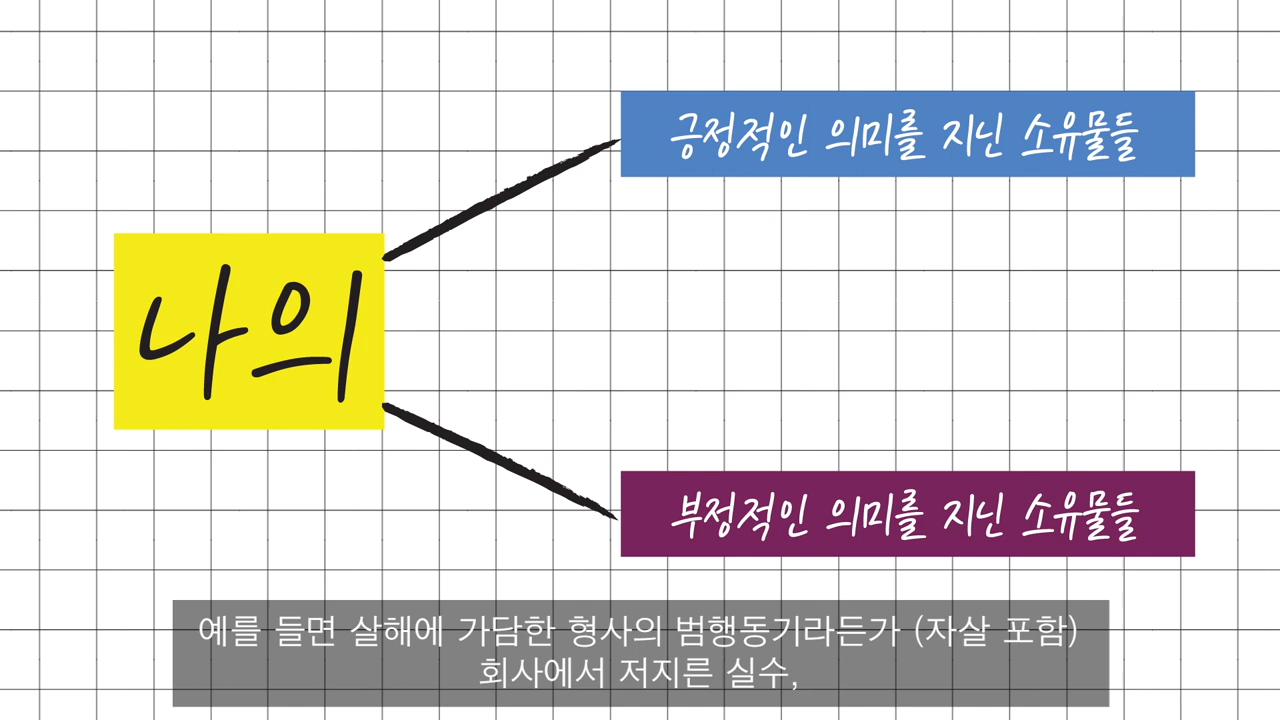 긍정적인 의미를 지닌 소유물들
나의
부정적인 의미를 지닌 소유물들
예를 들면 살해에 가담한 형사의 범행동기라든가 (자살 포함)
회사에서 저지른 실수,